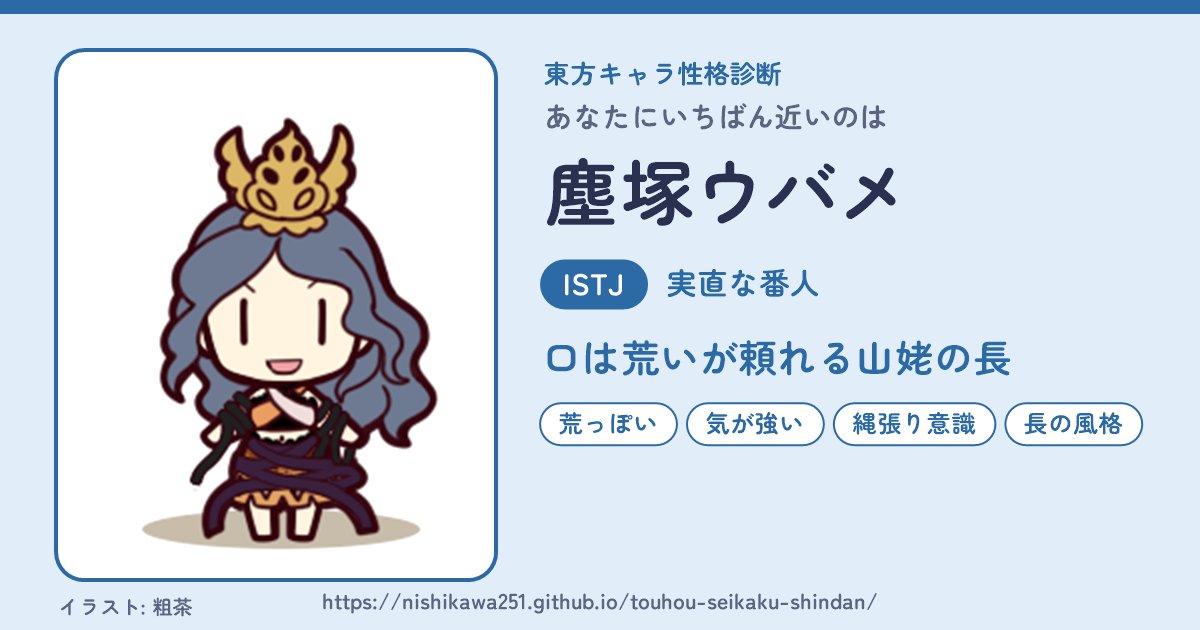 東方キャラ性格診断
あなたにいちばん近いのは
塵塚ウバメ
ISTJ 実直な番人
口は荒いが頼れる山姥の長
荒っぽい 気が強い 縄張り意識 長の風格
イラスト: 粗茶
https://nishikawa251.github.io/touhou-seikaku-shindan/